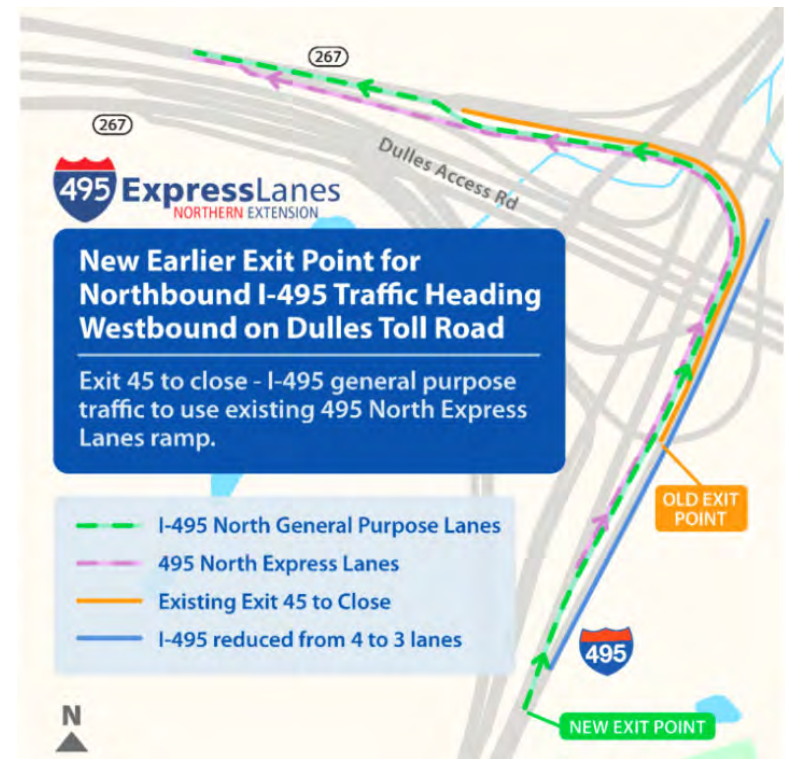 267
267
Dulles Access Rd
495 ExpressLanes
NORTHERN EXTENSION
New Earlier Exit Point for
Northbound I-495 Traffic Heading
Westbound on Dulles Toll Road
Exit 45 to close - I-495 general purpose
traffic to use existing 495 North Express
Lanes ramp.
OLD EXIT
POINT
I-495 North General Purpose Lanes
495 North Express Lanes
Existing Exit 45 to Close
I-495 reduced from 4 to 3 lanes
495
N
NEW EXIT POINT